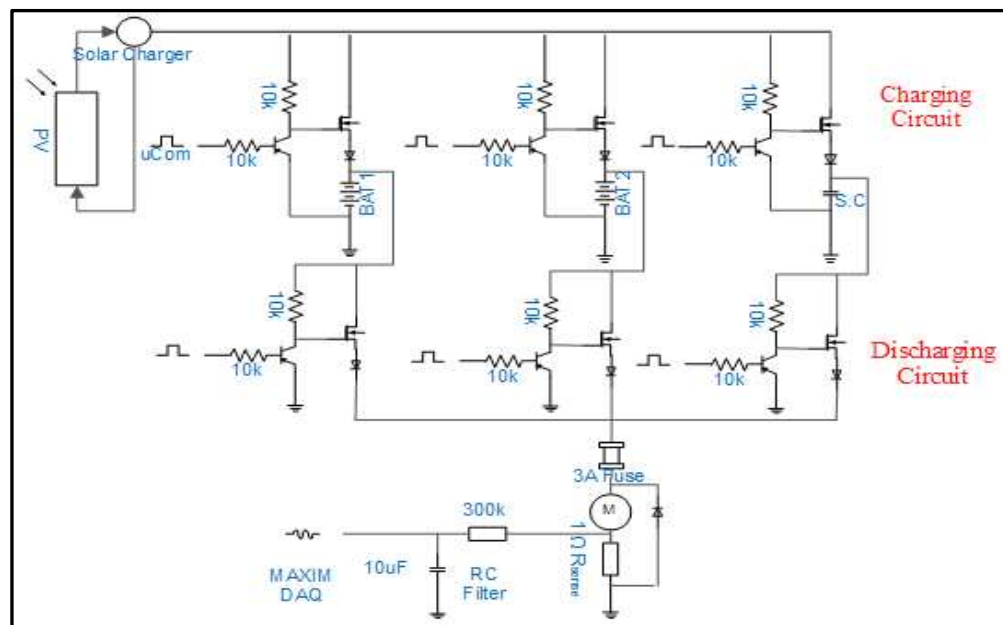 Solar Charger
PV
uCom
10k
10k
BAT 1
10k
10k
BAT 2
10k
10k
S.C
Charging
Circuit
10k
10k
10k
10k
10k
10k
Discharging
Circuit
3A Fuse
M
1 Ω Rsense
300k
10uF
RC
Filter
MAXIM
DAQ